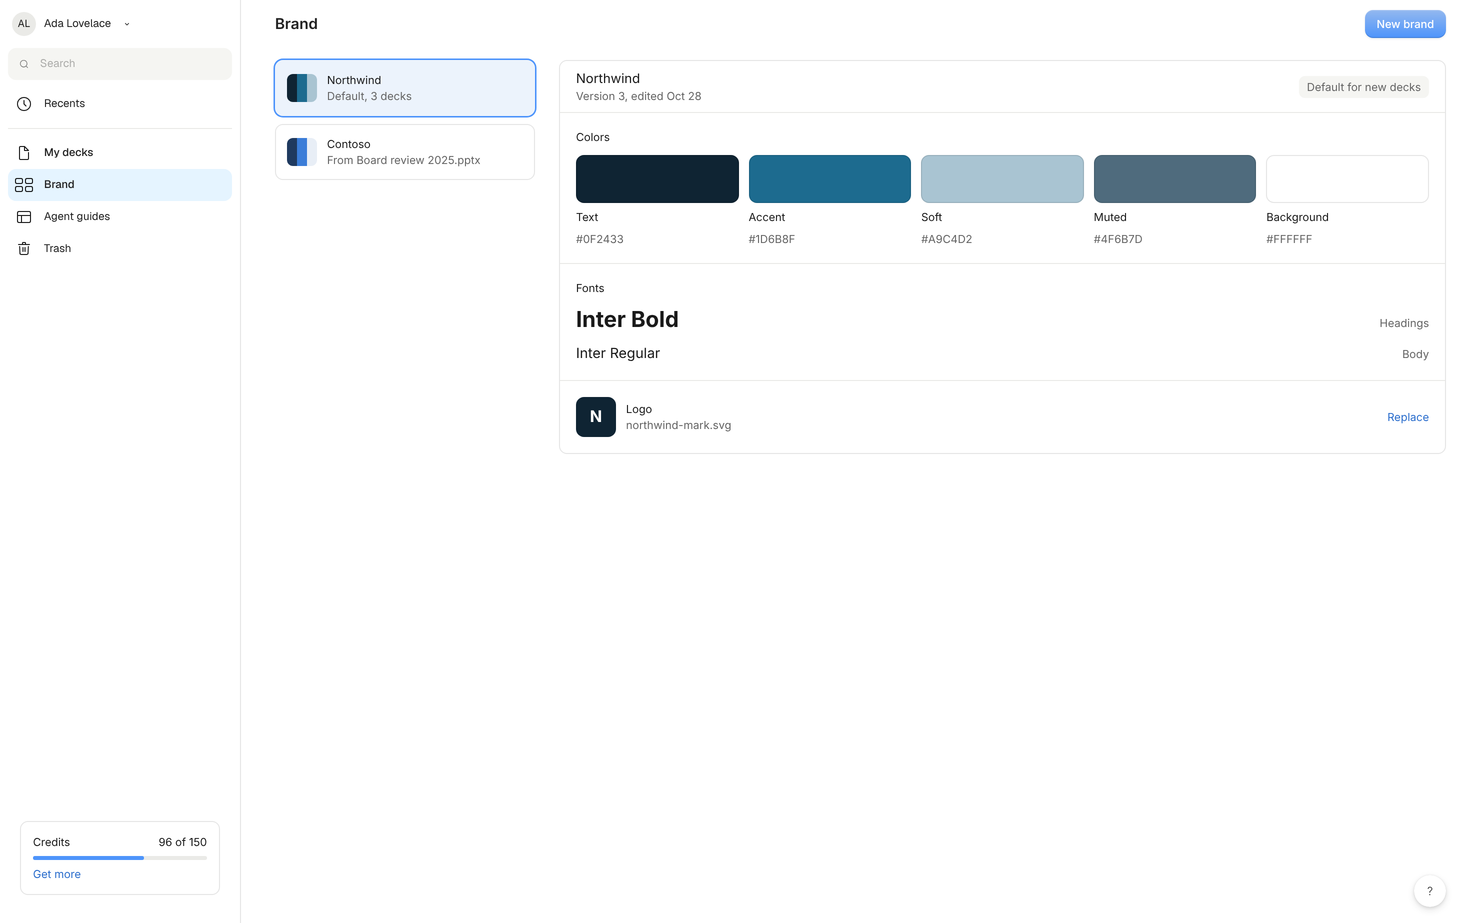 AL Ada Lovelace
Search
Recents
My decks
Brand
Agent guides
Trash
Credits 96 of 150
Get more
Brand
New brand
Northwind
Default, 3 decks
Contoso
From Board review 2025.pptx
Northwind
Version 3, edited Oct 28
Default for new decks
Colors
Text Accent Soft Muted Background
#0F2433 #1D6B8F #A9C4D2 #4F6B7D #FFFFFF
Fonts
Inter Bold Headings
Inter Regular Body
N
Logo
northwind-mark.svg
Replace
?